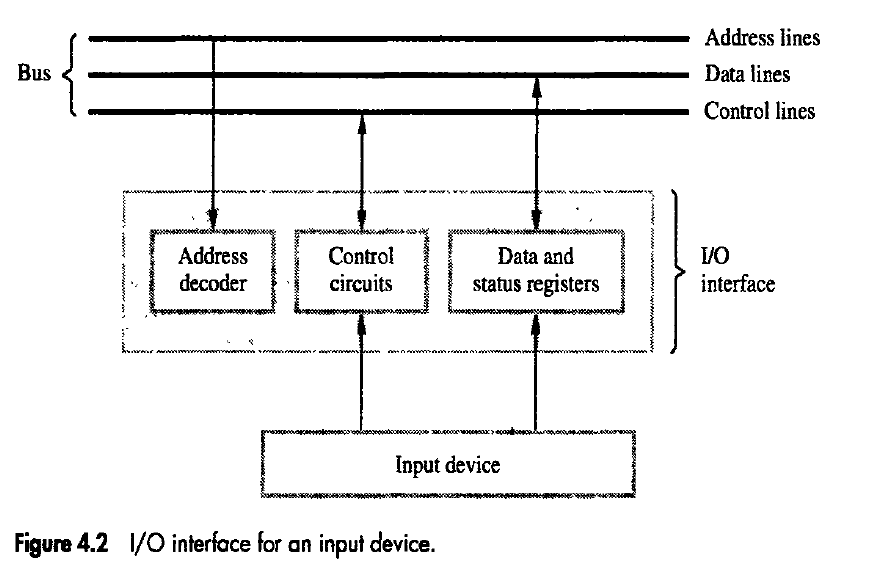 Address lines
Bus
Data lines
Control lines
Address
decoder
Control
circuits
Data and
status registers
I/O
interface
Input device
Figure 4.2 I/O interface for an input device.